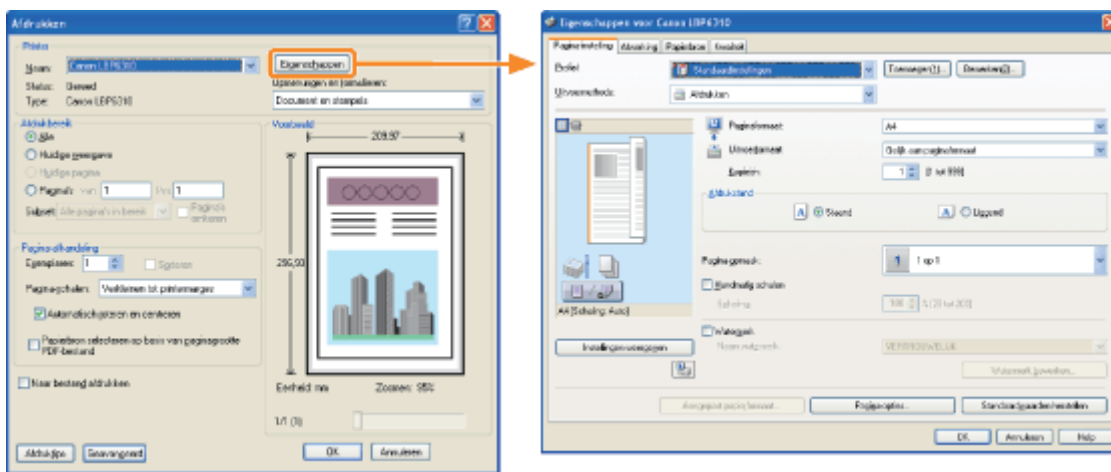 Afdrukken
Printer
Naam: Canon LBP6310
Eigenschappen
Status: Gereed
Opmerkingen en formulieren:
Type: Canon LBP6310
Document en stempels
Afdrukbereik
Alle
Huidige weergave
Huidige pagina
Pagina's Van 1 t/m 1
Subset: Alle pagina's in bereik Pagina's omkeren
Voorbeeld
209,97
296,93
Pagina-afhandeling
Exemplaren: 1 Sorteren
Pagina schalen: Verkleinen tot printermarges
Automatisch roteren en centreren
Papierbron selecteren op basis van paginagrootte
PDF-bestand
Naar bestand afdrukken
Eenheid: mm Zoomen: 95%
1/1 (1)
Afdruktips Geavanceerd OK Annuleren
Eigenschappen voor Canon LBP6310
Pagina-instelling Afwerking Papierbron Kwaliteit
Profiel: Standaardinstellingen Toevoegen(1)... Bewerken(2)...
Uitvoermethode: Afdrukken
Paginaformaat: A4
Uitvoerformaat: Gelijk aan paginaformaat
Kopieën: 1 (1 tot 999)
Afdrukstand
A Staand A Liggend
Paginaopmaak: 1 1 op 1
Handmatig schalen
Schaling: 100 % (25 tot 200)
A4 [Schaling: Auto]
Watermerk
Instellingen weergeven
Naam watermerk: VERTROUWELIJK
Watermerk bewerken...
Aangepast papierformaat... Pagina-opties... Standaardwaarden herstellen
OK Annuleren Help